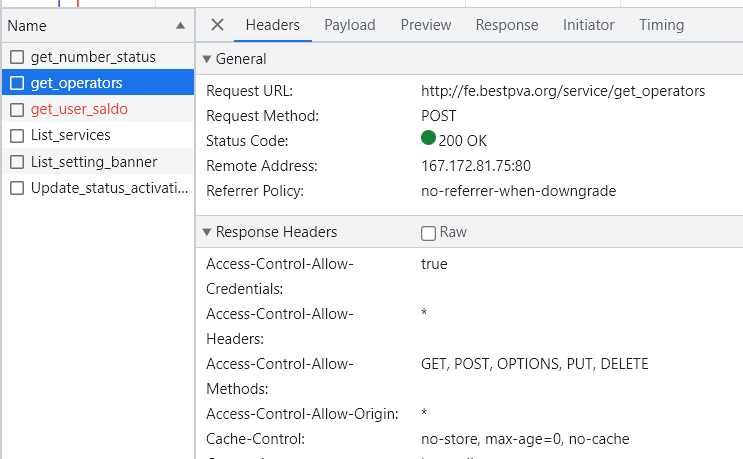 Name
Headers Payload Preview Response Initiator Timing
get_number_status
get_operators
get_user_saldo
List_services
List_setting_banner
Update_status_activati...
General
Request URL: http://fe.bestpva.org/service/get_operators
Request Method: POST
Status Code: 200 OK
Remote Address: 167.172.81.75:80
Referrer Policy: no-referrer-when-downgrade
Response Headers Raw
Access-Control-Allow- true
Credentials:
Access-Control-Allow- *
Headers:
Access-Control-Allow- GET, POST, OPTIONS, PUT, DELETE
Methods:
Access-Control-Allow-Origin: *
Cache-Control: no-store, max-age=0, no-cache